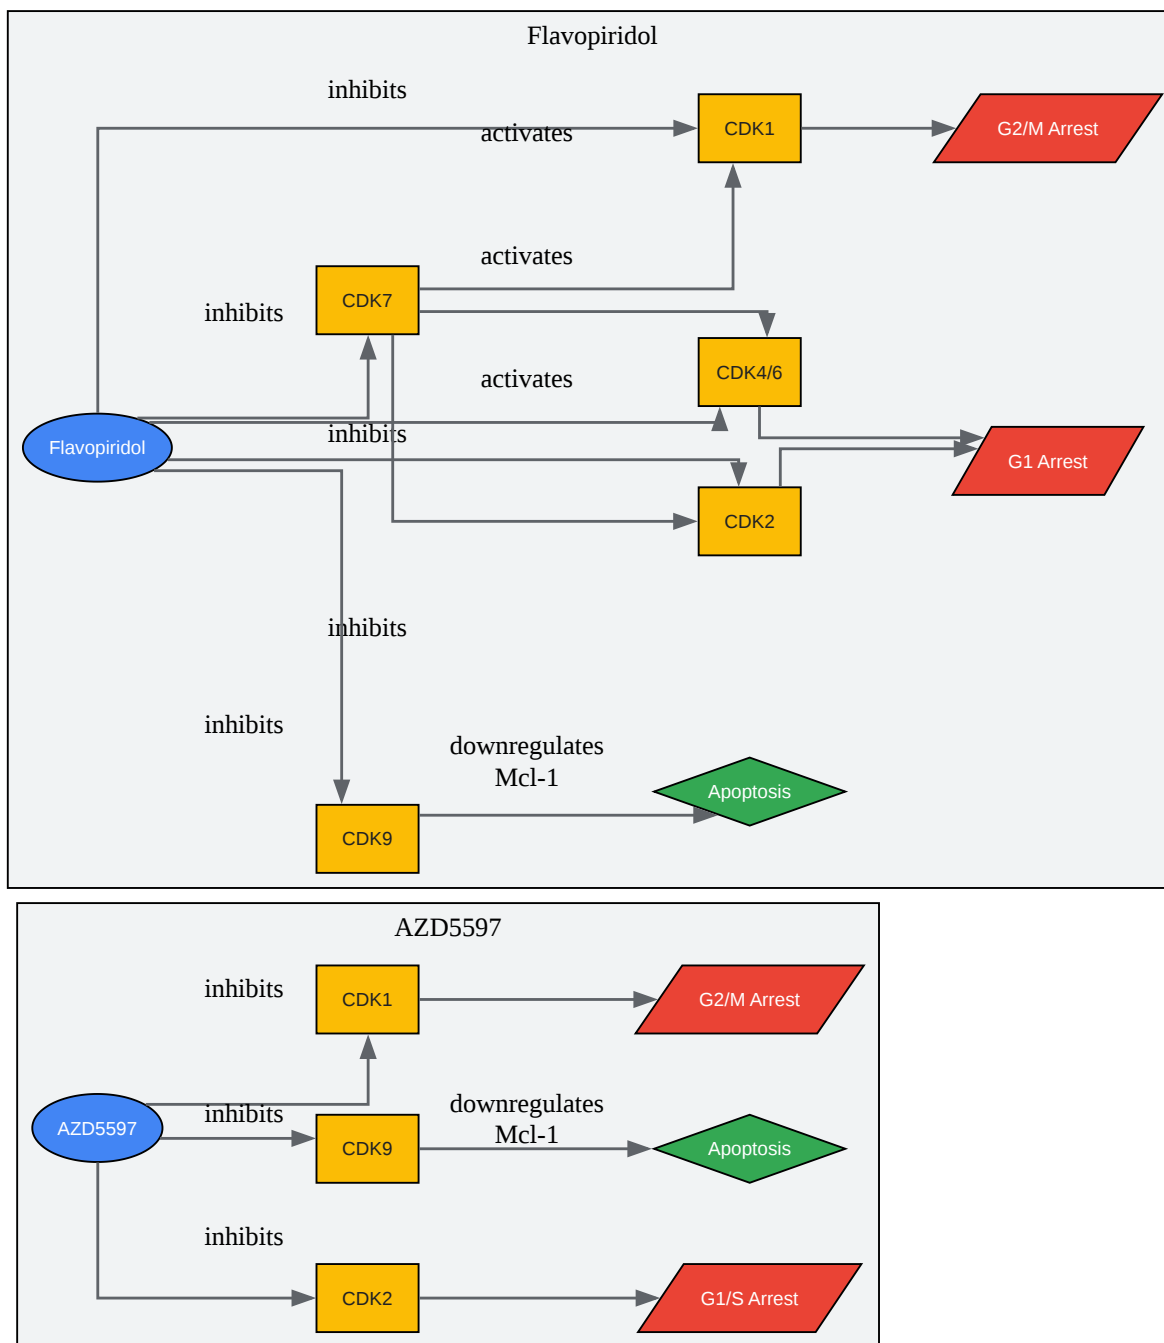 Flavopiridol
inhibits
activates
CDK1
G2/M Arrest
activates
CDK7
inhibits
CDK4/6
activates
inhibits
Flavopiridol
G1 Arrest
CDK2
inhibits
inhibits
downregulates
Mcl-1
Apoptosis
CDK9
AZD5597
inhibits
CDK1
G2/M Arrest
inhibits
downregulates
Mcl-1
AZD5597
CDK9
Apoptosis
inhibits
CDK2
G1/S Arrest